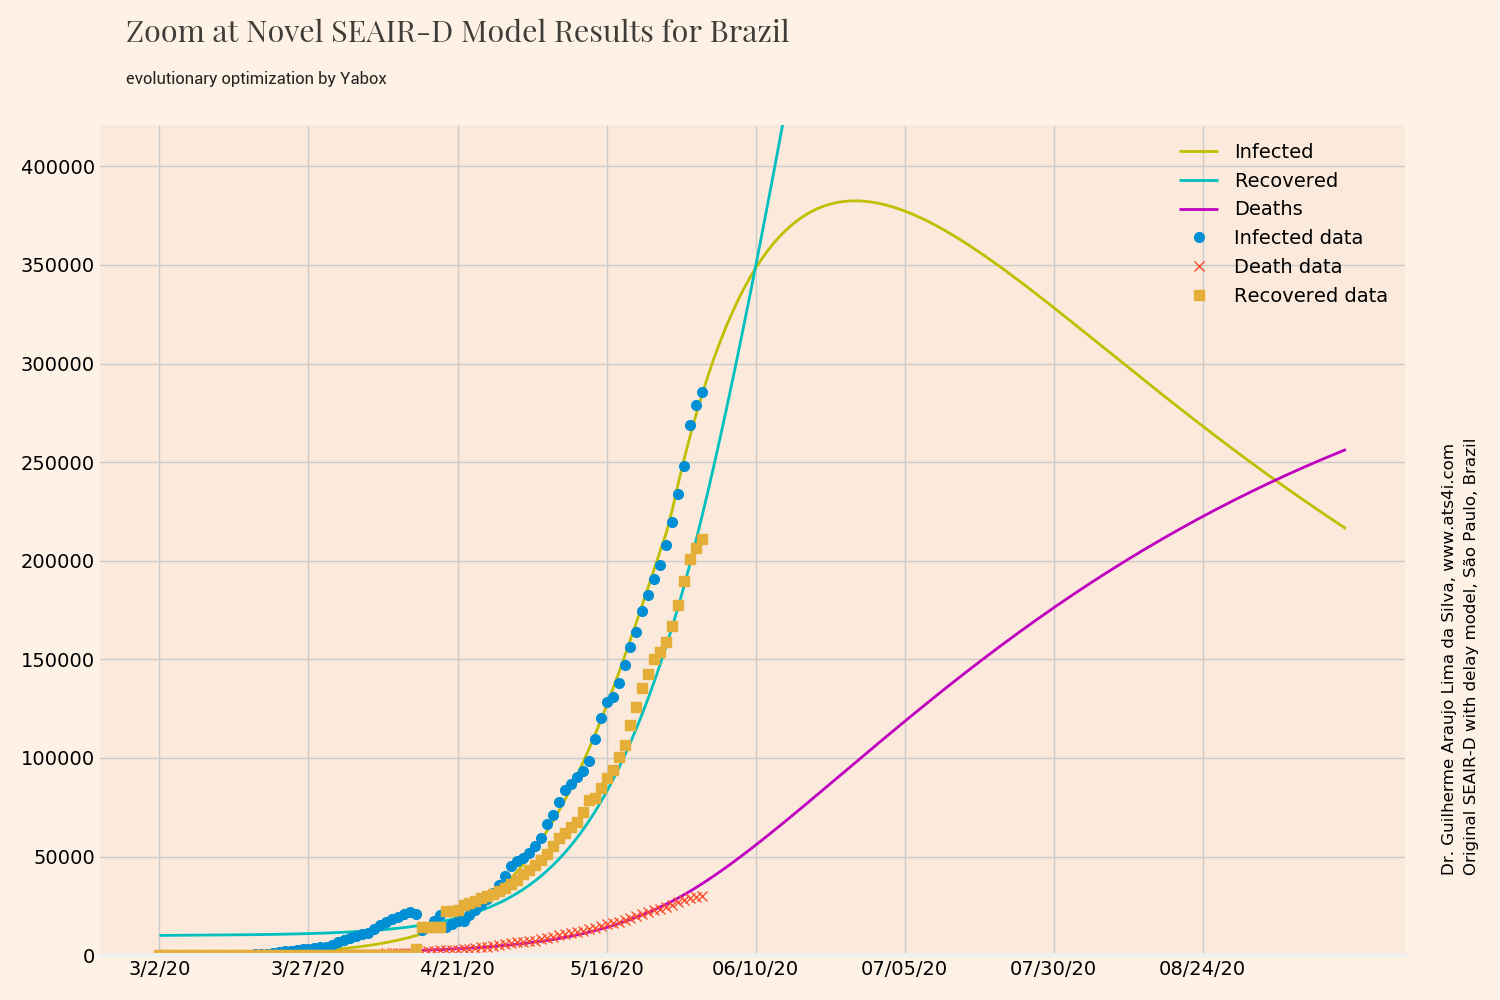 Zoom at Novel SEAIR-D Model Results for Brazil
evolutionary optimization by Yabox
400000
350000
300000
250000
200000
150000
100000
50000
0
3/2/20
3/27/20
4/21/20
5/16/20
06/10/20
07/05/20
07/30/20
08/24/20
Infected
Recovered
Deaths
Infected data
Death data
Recovered data
Dr. Guilherme Araujo Lima da Silva, www.ats4i.com
Original SEAIR-D with delay model, São Paulo, Brazil